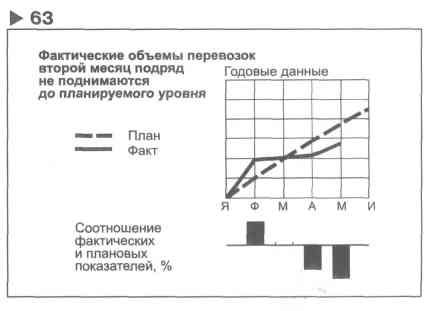 ▶ 63
Фактические объемы перевозок
второй месяц подряд
не поднимаются
до планируемого уровня
Годовые данные
План
Факт
Я Ф М А М И
Соотношение
фактических
и плановых
показателей, %